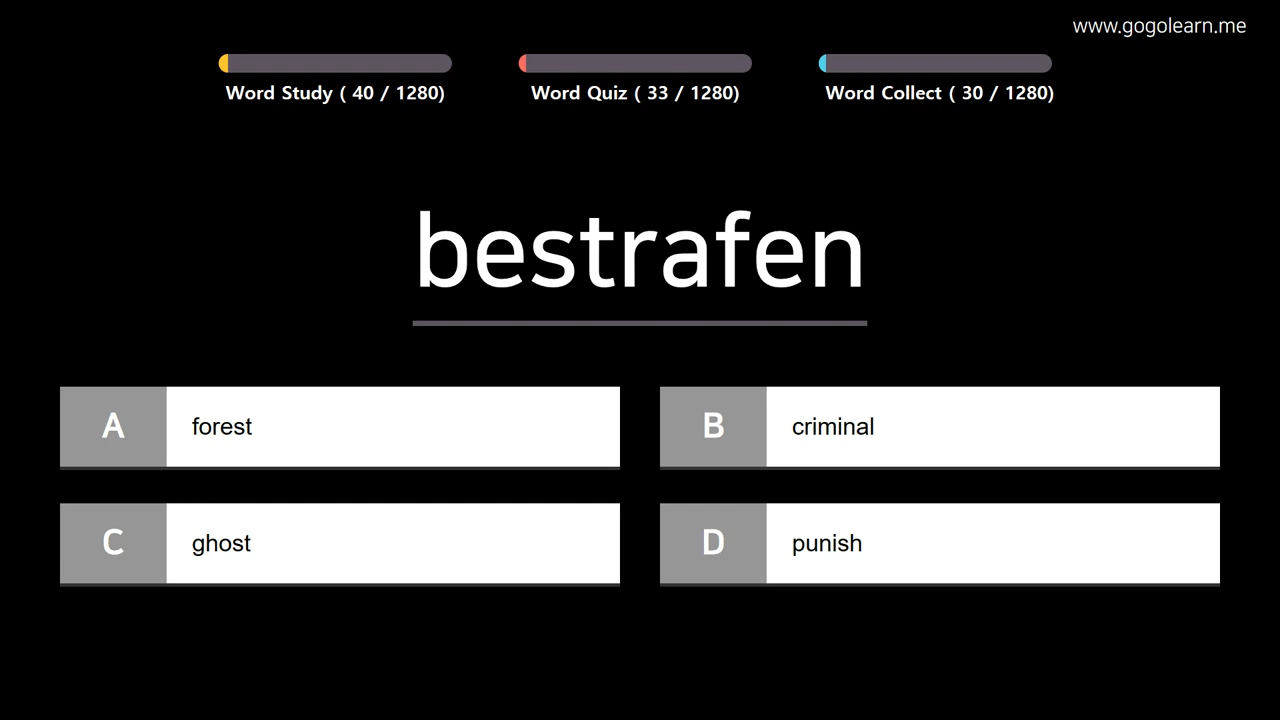 www.gogolearn.me
Word Study ( 40 / 1280)
Word Quiz ( 33 / 1280)
Word Collect ( 30 / 1280)
bestrafen
A forest
B criminal
C ghost
D punish